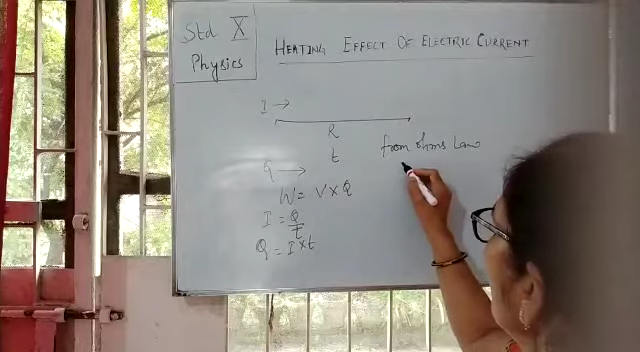 Std X
Physics
HEATING EFFECT OF ELECTRIC CURRENT
I →
R
t
Q →
W = V × Q
I = Q/t
Q = I × t
from ohms Law